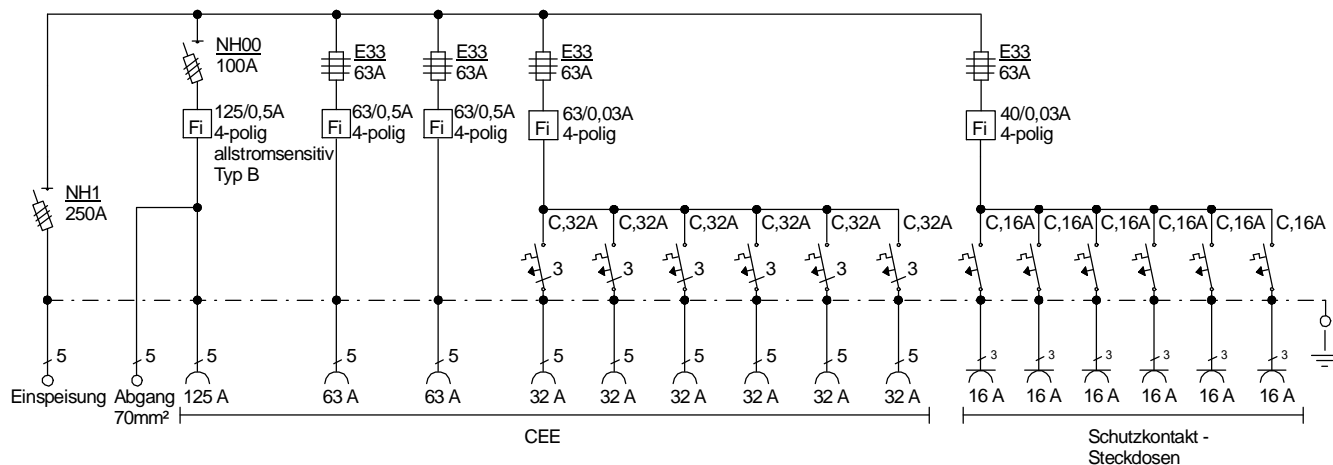 NH00
100A
E33
63A
E33
63A
E33
63A
E33
63A
Fi
125/0,5A
4-polig
allstromsensitiv
Typ B
Fi
63/0,5A
4-polig
Fi
63/0,5A
4-polig
Fi
63/0,03A
4-polig
Fi
40/0,03A
4-polig
NH1
250A
C,32A C,32A C,32A C,32A C,32A C,32A
C,16A C,16A C,16A C,16A C,16A C,16A
3 3 3 3 3 3
5 5 5 5 5 5 5 5 5 5 5
3 3 3 3 3 3
Einspeisung
Abgang
70mm²
125 A 63 A 63 A 32 A 32 A 32 A 32 A 32 A 32 A
16 A 16 A 16 A 16 A 16 A 16 A
CEE
Schutzkontakt -
Steckdosen